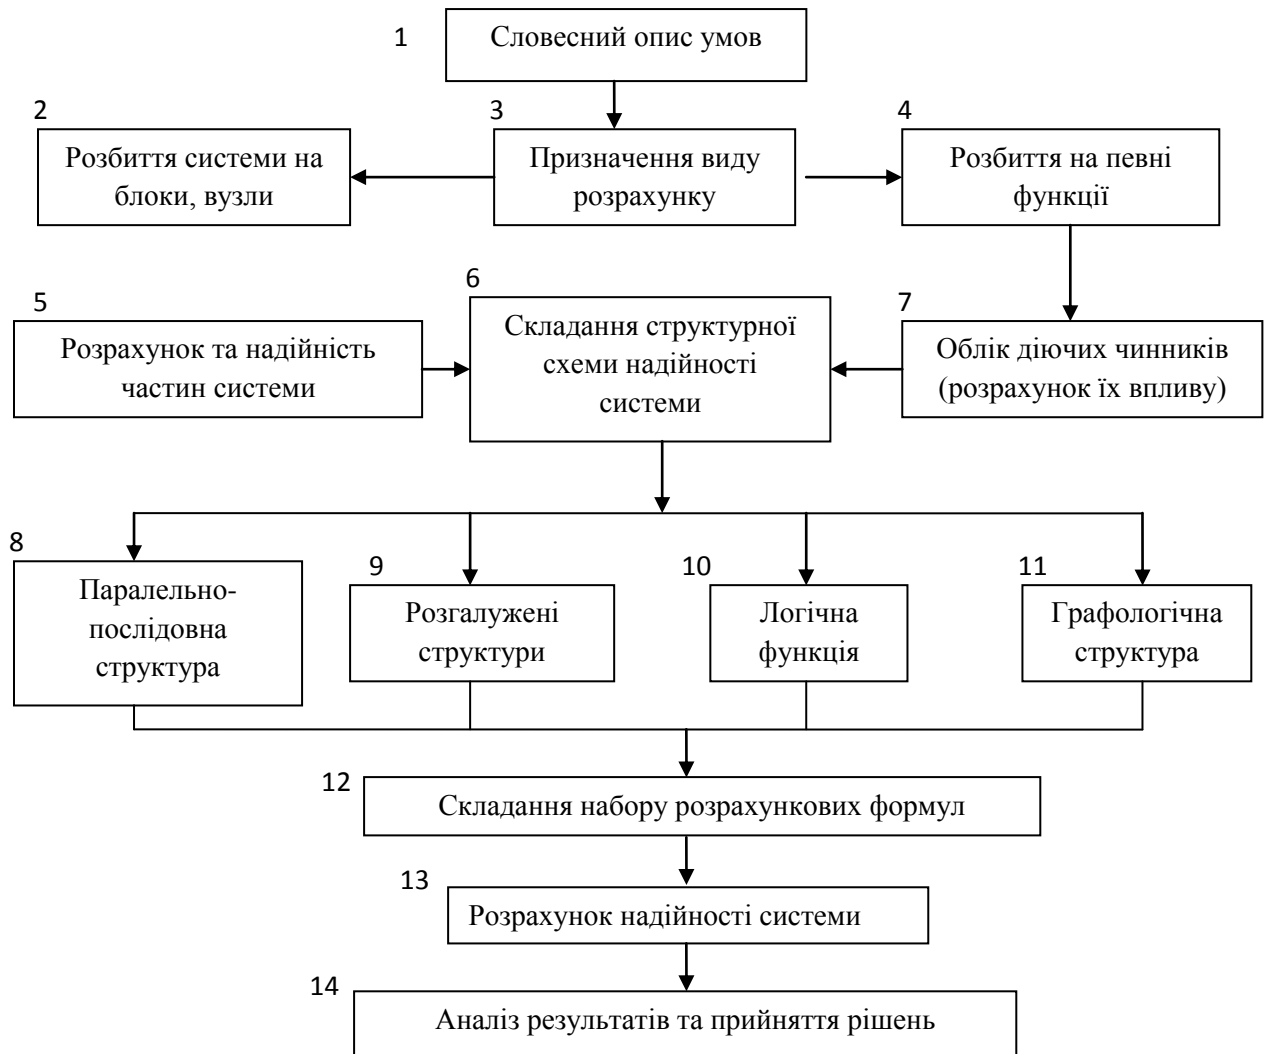 1
Словесний опис умов
2
Розбиття системи на
блоки, вузли
3
Призначення виду
розрахунку
4
Розбиття на певні
функції
5
Розрахунок та надійність
частин системи
6
Складання структурної
схеми надійності
системи
7
Облік діючих чинників
(розрахунок їх впливу)
8
Паралельно-
послідовна
структура
9
Розгалужені
структури
10
Логічна
функція
11
Графологічна
структура
12
Складання набору розрахункових формул
13
Розрахунок надійності системи
14
Аналіз результатів та прийняття рішень